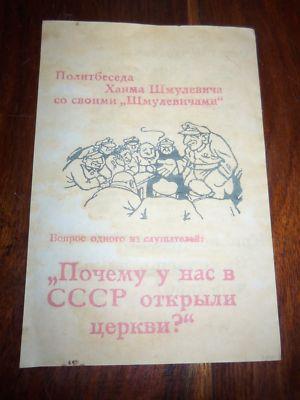 Политбеседа
Хаима Шмулевича
со своими „Шмулевичами“
Вопрос одного из слушателей:
„Почему у нас в
СССР открыли
церкви?“